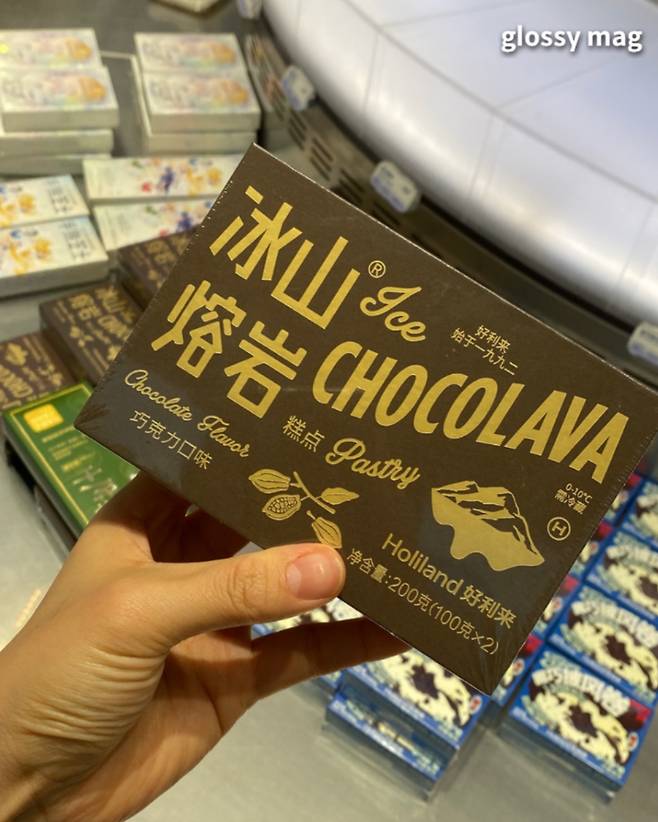 glossy mag
冰山® Ice
好利来
始于一九九二
熔岩 CHOCOLAVA
Chocolate Flavor
巧克力口味
糕点 Pastry
0-10℃
需冷藏
H
Holiland 好利来
净含量:200克(100克×2)